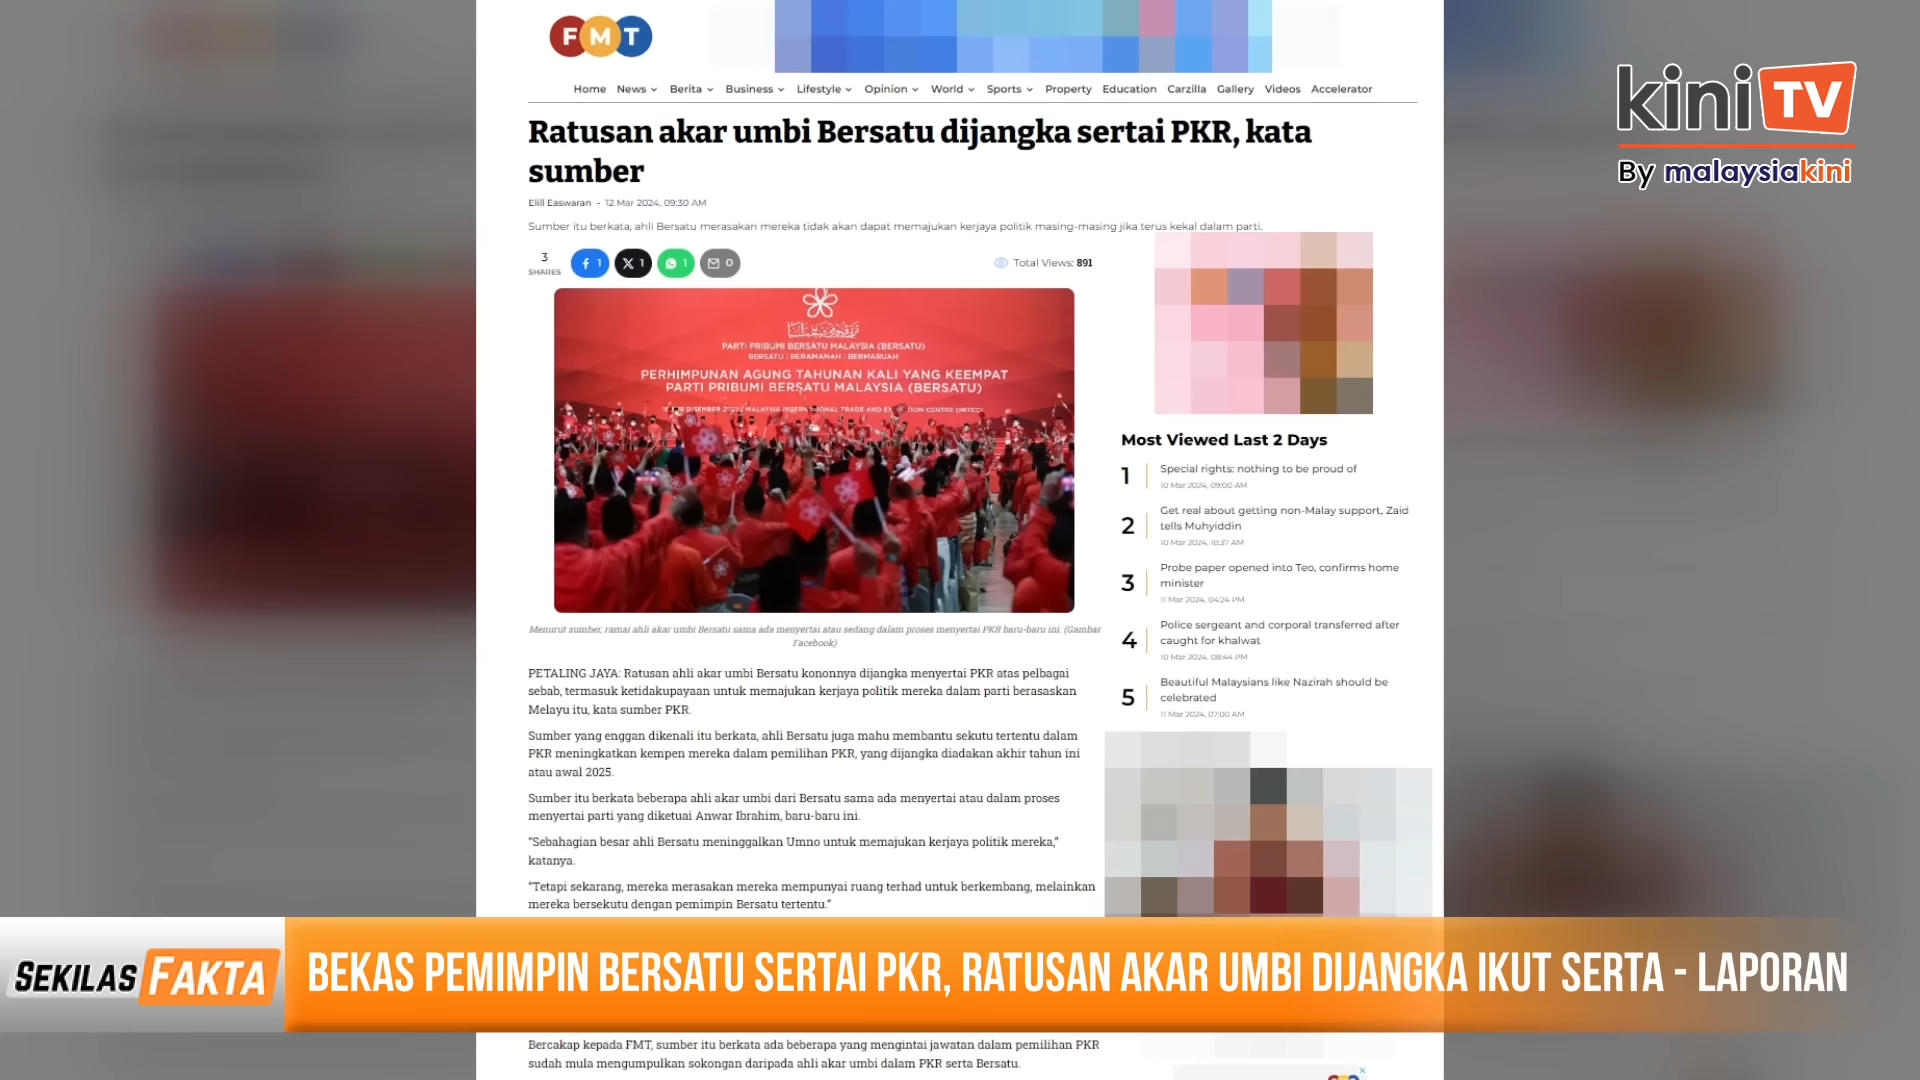 FMT
kini TV
By malaysiakini
Home News Berita Business Lifestyle Opinion World Sports Property Education Carzilla Gallery Videos Accelerator
Ratusan akar umbi Bersatu dijangka sertai PKR, kata
sumber
Elill Easwaran - 12 Mar 2024, 09:30 AM
Sumber itu berkata, ahli Bersatu merasakan mereka tidak akan dapat memajukan kerjaya politik masing-masing jika terus kekal dalam parti.
3
SHARES
1
1
1
0
Total Views: 891
PARTI PRIBUMI BERSATU MALAYSIA (BERSATU)
BERSATU | BERAMANAH | BERMARUAH
PERHIMPUNAN AGUNG TAHUNAN KALI YANG KEEMPAT
PARTI PRIBUMI BERSATU MALAYSIA (BERSATU)
Menurut sumber, ramai ahli akar umbi Bersatu sama ada menyertai atau sedang dalam proses menyertai PKR baru-baru ini. (Gambar
Facebook)
PETALING JAYA: Ratusan ahli akar umbi Bersatu kononnya dijangka menyertai PKR atas pelbagai
sebab, termasuk ketidakupayaan untuk memajukan kerjaya politik mereka dalam parti berasaskan
Melayu itu, kata sumber PKR.
Sumber yang enggan dikenali itu berkata, ahli Bersatu juga mahu membantu sekutu tertentu dalam
PKR meningkatkan kempen mereka dalam pemilihan PKR, yang dijangka diadakan akhir tahun ini
atau awal 2025.
Sumber itu berkata beberapa ahli akar umbi dari Bersatu sama ada menyertai atau dalam proses
menyertai parti yang diketuai Anwar Ibrahim, baru-baru ini.
“Sebahagian besar ahli Bersatu meninggalkan Umno untuk memajukan kerjaya politik mereka,”
katanya.
“Tetapi sekarang, mereka merasakan mereka mempunyai ruang terhad untuk berkembang, melainkan
mereka bersekutu dengan pemimpin Bersatu tertentu.”
Most Viewed Last 2 Days
1
Special rights: nothing to be proud of
10 Mar 2024, 09:00 AM
2
Get real about getting non-Malay support, Zaid
tells Muhyiddin
10 Mar 2024, 10:37 AM
3
Probe paper opened into Teo, confirms home
minister
11 Mar 2024, 04:24 PM
4
Police sergeant and corporal transferred after
caught for khalwat
10 Mar 2024, 08:44 PM
5
Beautiful Malaysians like Nazirah should be
celebrated
11 Mar 2024, 07:00 AM
SEKILAS FAKTA
BEKAS PEMIMPIN BERSATU SERTAI PKR, RATUSAN AKAR UMBI DIJANGKA IKUT SERTA - LAPORAN
Bercakap kepada FMT, sumber itu berkata ada beberapa yang mengintai jawatan dalam pemilihan PKR
sudah mula mengumpulkan sokongan daripada ahli akar umbi dalam PKR serta Bersatu.